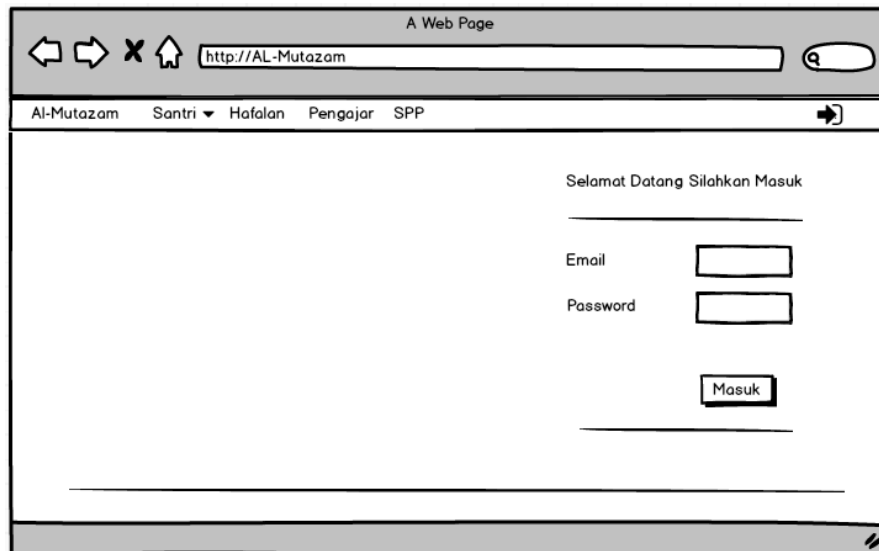 A Web Page
http://AL-Mutazam
Al-Mutazam Santri Hafalan Pengajar SPP
Selamat Datang Silahkan Masuk
Email
Password
Masuk